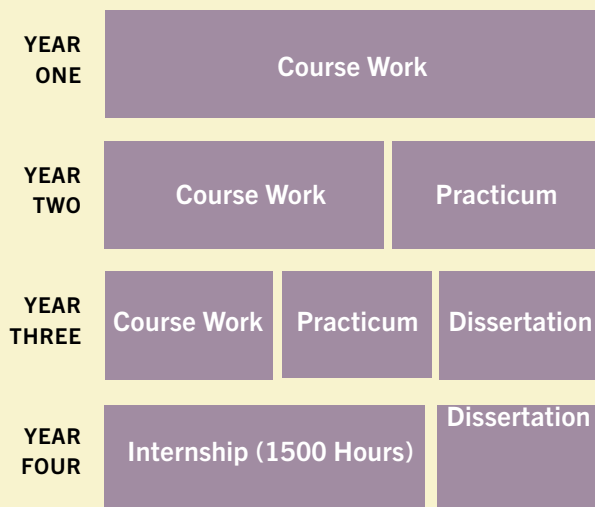 YEAR
ONE
Course Work
YEAR
TWO
Course Work
Practicum
YEAR
THREE
Course Work
Practicum
Dissertation
YEAR
FOUR
Internship (1500 Hours)
Dissertation